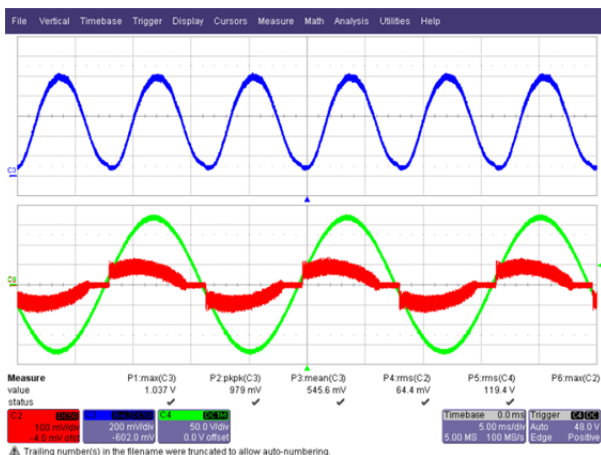 File Vertical Timebase Trigger Display Cursors Measure Math Analysis Utilities Help
Measure P1:max(C3) P2:pkpk(C3) P3:mean(C3) P4:rms(C2) P5:rms(C4) P6:max(C2)
value 1.037 V 979 mV 545.6 mV 64.4 mV 119.4 V
status
C2 C4 Timebase 0.0 ms Trigger C4 DC
100 mV/div 200 mV/div 50.0 V/div 5.00 ms/div Auto 48.0 V
-4.0 mV ofst -602.0 mV 0.0 V offset 5.00 MS 100 MS/s Edge Positive
Trailing number(s) in the filename were truncated to allow auto-numbering.